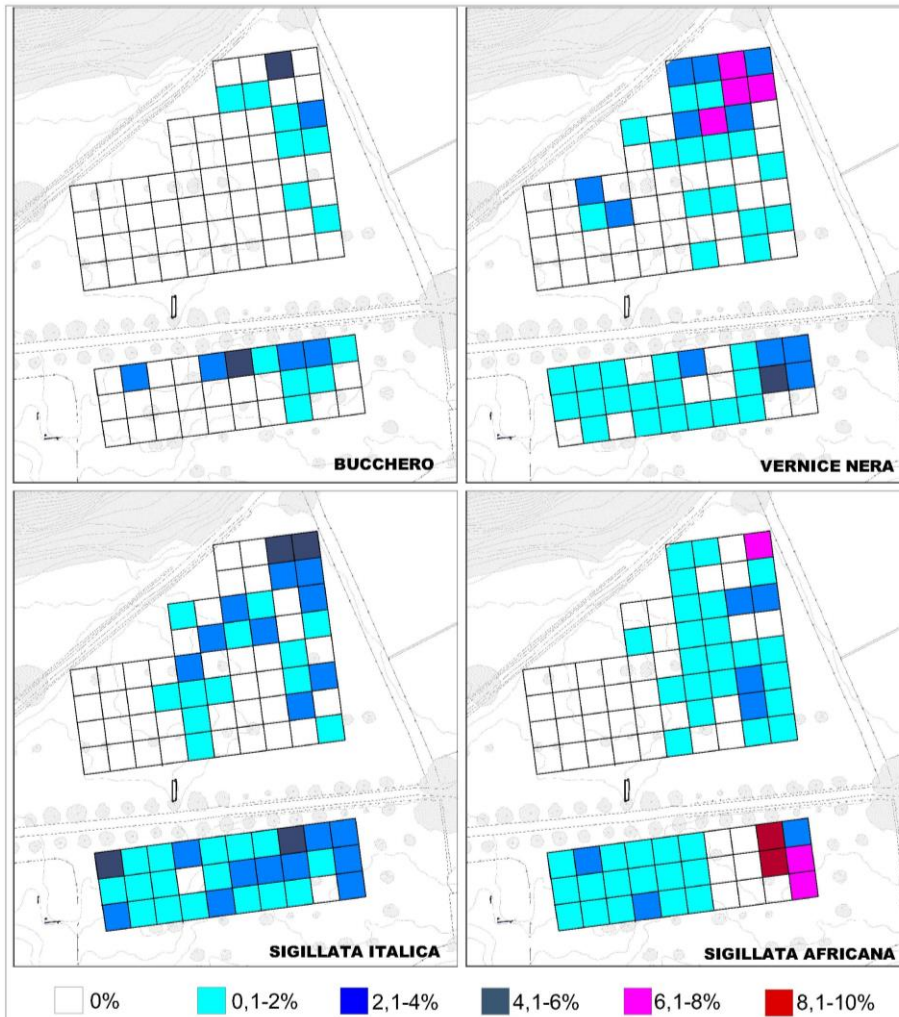 BUCCHERO
VERNICE NERA
SIGILLATA ITALICA
SIGILLATA AFRICANA
0%
0,1-2%
2,1-4%
4,1-6%
6,1-8%
8,1-10%